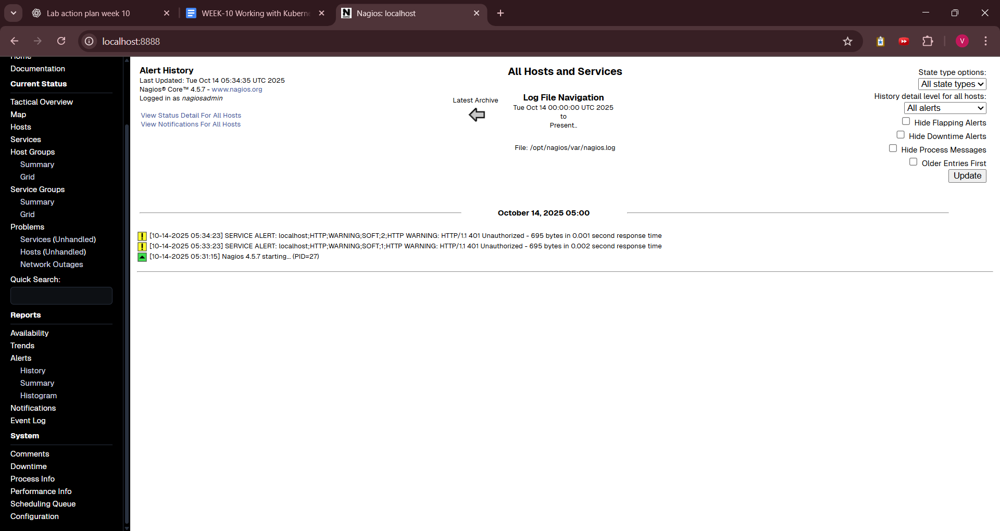 Lab action plan week 10
WEEK-10 Working with Kubern
Nagios: localhost
localhost:8888
V
Home
Documentation
Current Status
Tactical Overview
Map
Hosts
Services
Host Groups
Summary
Grid
Service Groups
Summary
Grid
Problems
Services (Unhandled)
Hosts (Unhandled)
Network Outages
Quick Search:
Reports
Availability
Trends
Alerts
History
Summary
Histogram
Notifications
Event Log
System
Comments
Downtime
Process Info
Performance Info
Scheduling Queue
Configuration
Alert History
Last Updated: Tue Oct 14 05:34:35 UTC 2025
Nagios® Core™ 4.5.7 - www.nagios.org
Logged in as nagiosadmin
View Status Detail For All Hosts
View Notifications For All Hosts
All Hosts and Services
Latest Archive
Log File Navigation
Tue Oct 14 00:00:00 UTC 2025
to
Present..
File: /opt/nagios/var/nagios.log
State type options:
All state types
History detail level for all hosts:
All alerts
Hide Flapping Alerts
Hide Downtime Alerts
Hide Process Messages
Older Entries First
Update
October 14, 2025 05:00
[10-14-2025 05:34:23] SERVICE ALERT: localhost;HTTP;WARNING;SOFT;2;HTTP WARNING: HTTP/1.1 401 Unauthorized - 695 bytes in 0.001 second response time
[10-14-2025 05:33:23] SERVICE ALERT: localhost;HTTP;WARNING;SOFT;1;HTTP WARNING: HTTP/1.1 401 Unauthorized - 695 bytes in 0.002 second response time
[10-14-2025 05:31:15] Nagios 4.5.7 starting... (PID=27)